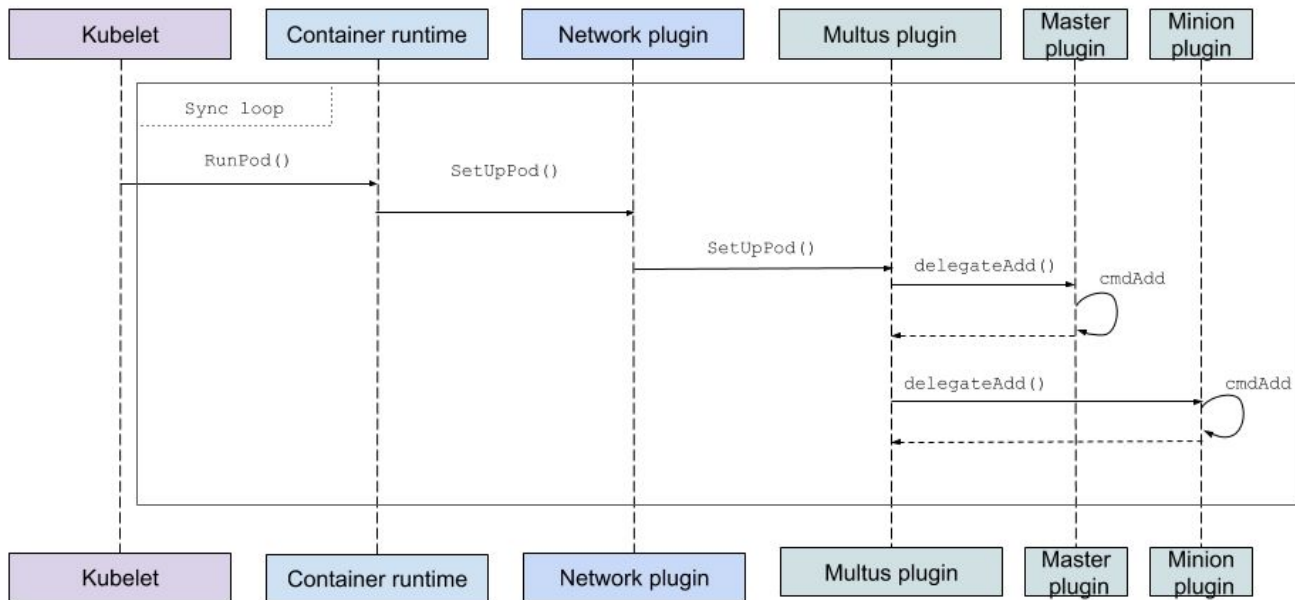 Kubelet
Container runtime
Network plugin
Multus plugin
Master
plugin
Minion
plugin
Sync loop
RunPod()
SetUpPod()
SetUpPod()
delegateAdd()
cmdAdd
delegateAdd()
cmdAdd
Kubelet
Container runtime
Network plugin
Multus plugin
Master
plugin
Minion
plugin